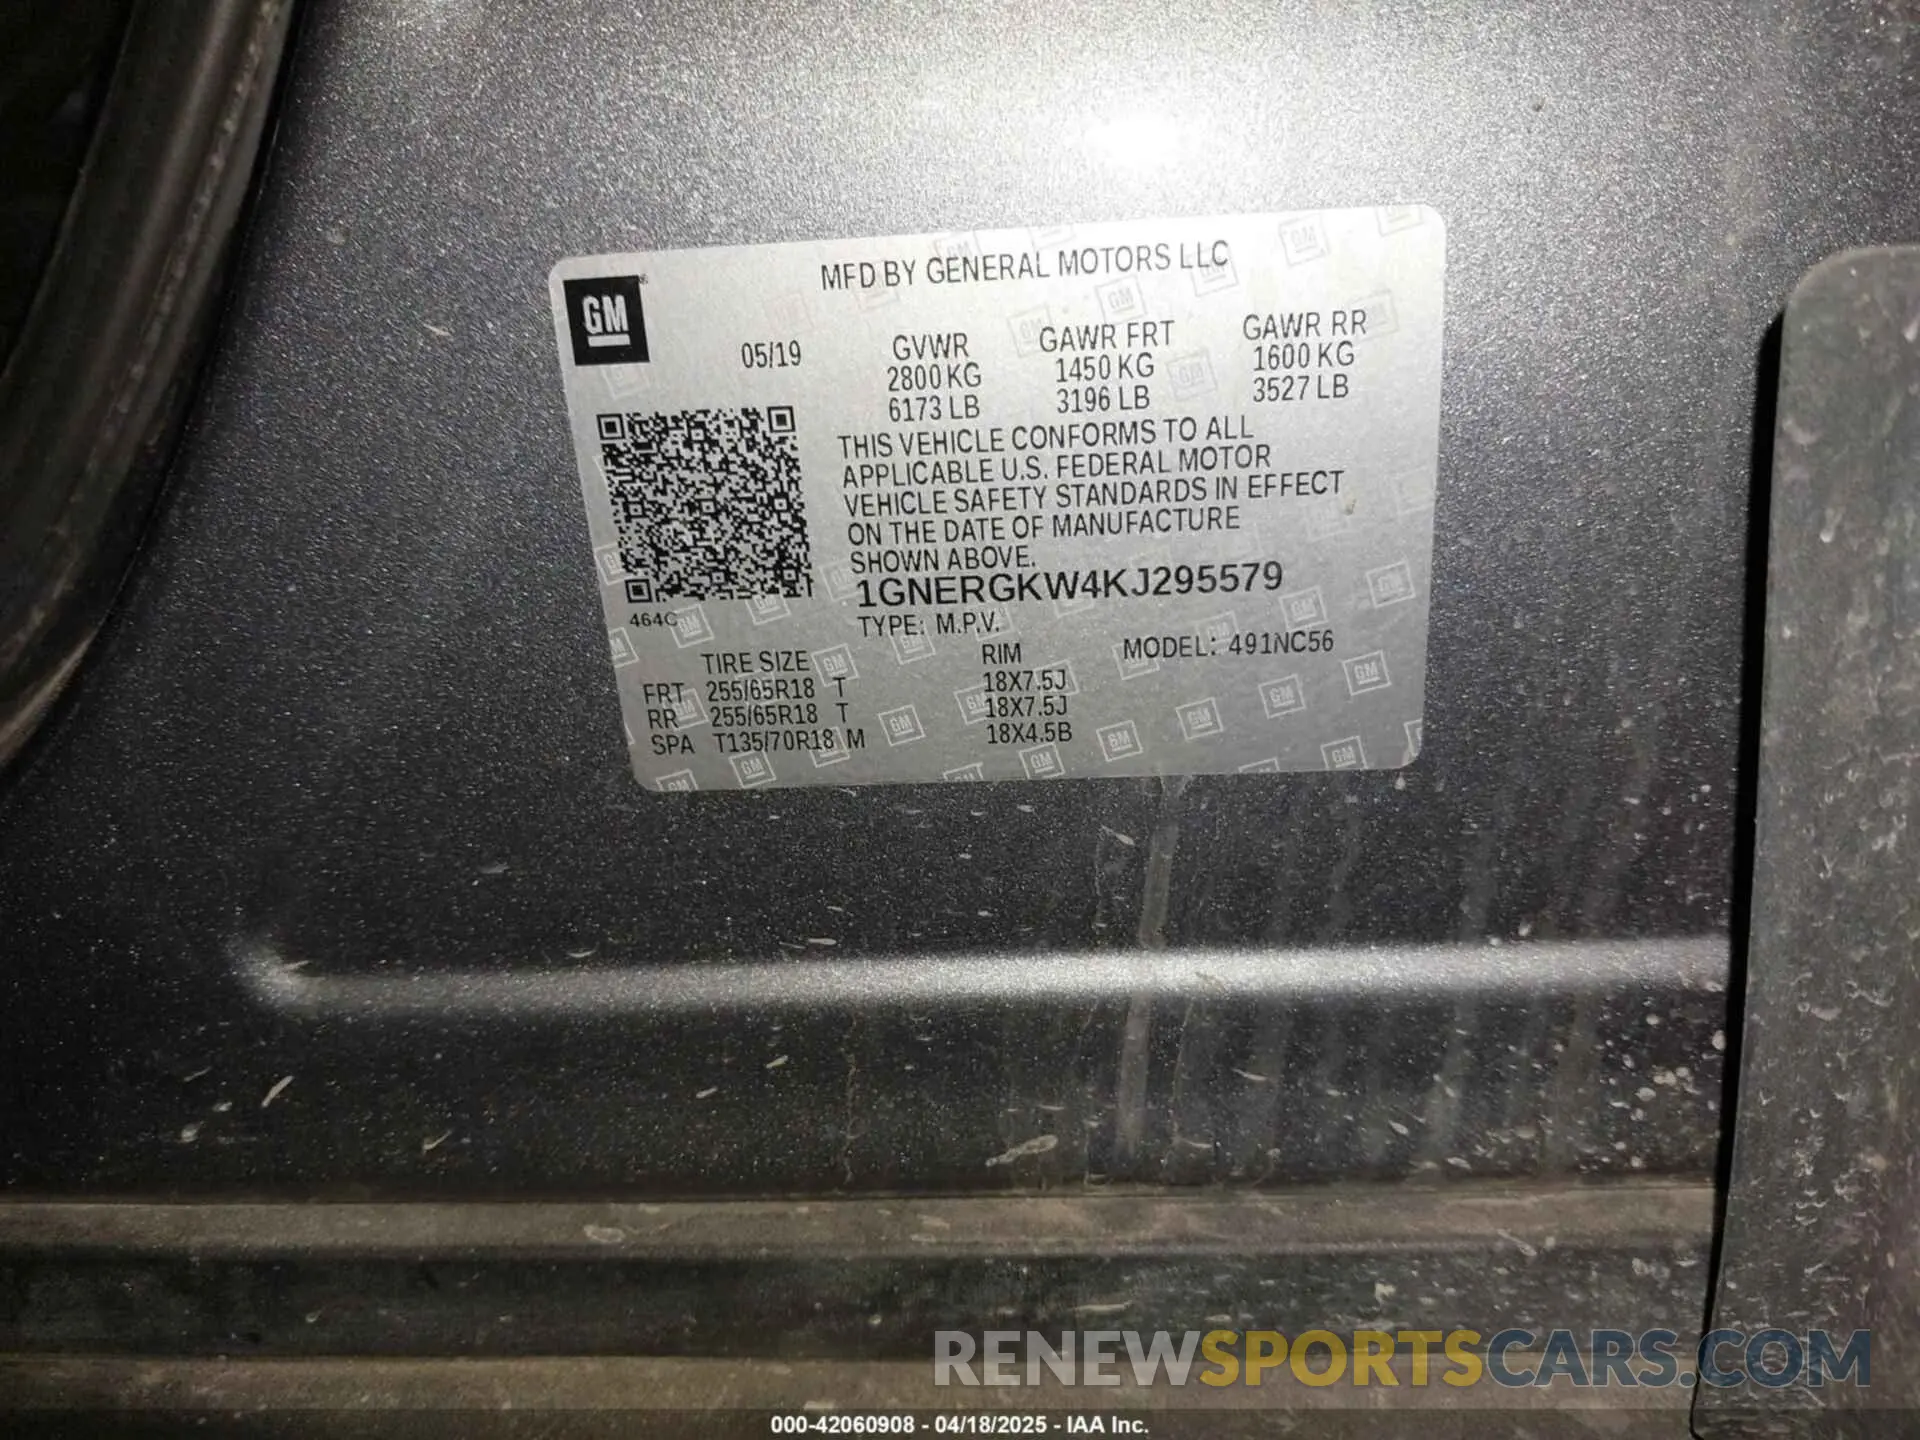 MFD BY GENERAL MOTORS LLC
GM
05/19
GVWR GAWR FRT GAWR RR
2800 KG 1450 KG 1600 KG
6173 LB 3196 LB 3527 LB
THIS VEHICLE CONFORMS TO ALL
APPLICABLE U.S. FEDERAL MOTOR
VEHICLE SAFETY STANDARDS IN EFFECT
ON THE DATE OF MANUFACTURE
SHOWN ABOVE.
1GNERGKW4KJ295579
464C
TYPE: M.P.V.
MODEL: 491NC56
TIRE SIZE RIM
FRT 255/65R18 T 18X7.5J
RR 255/65R18 T 18X7.5J
SPA T135/70R18 M 18X4.5B
RENEWSPORTSCARS.COM
000-42060908 - 04/18/2025 - IAA Inc.